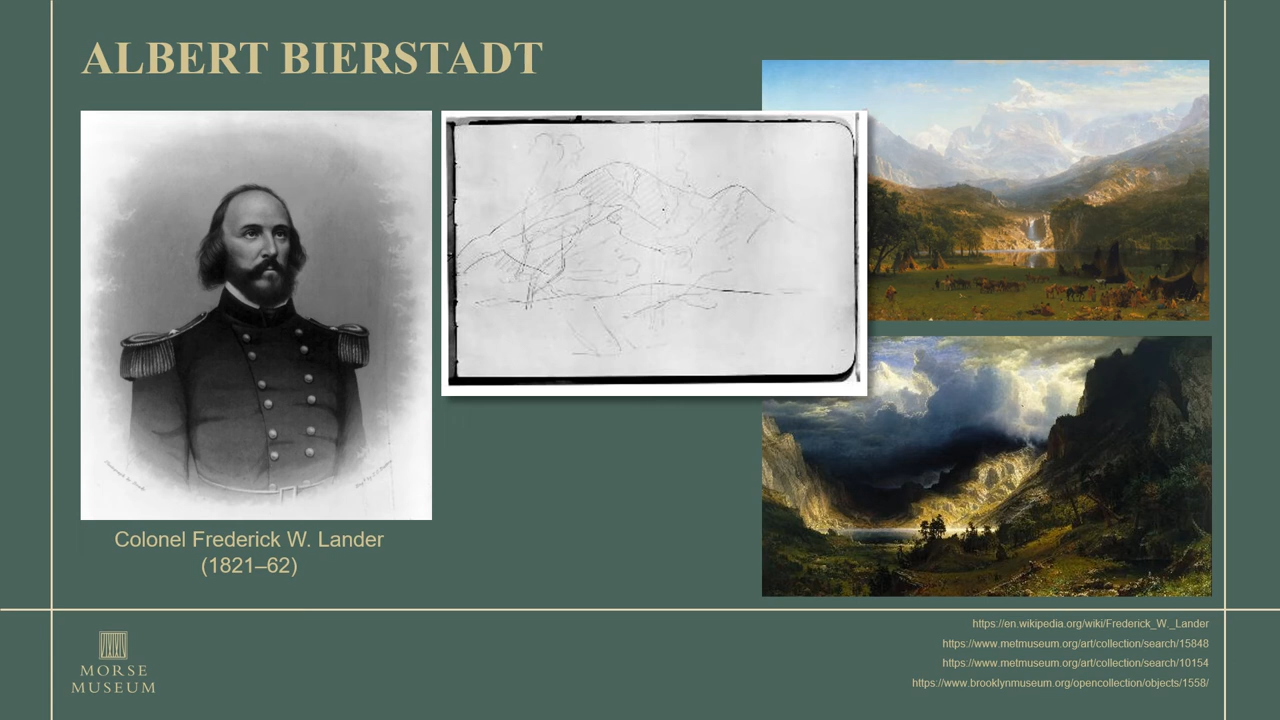 ALBERT BIERSTADT
Colonel Frederick W. Lander
(1821–62)
MORSE
MUSEUM
https://en.wikipedia.org/wiki/Frederick_W._Lander
https://www.metmuseum.org/art/collection/search/15848
https://www.metmuseum.org/art/collection/search/10154
https://www.brooklynmuseum.org/opencollection/objects/1558/